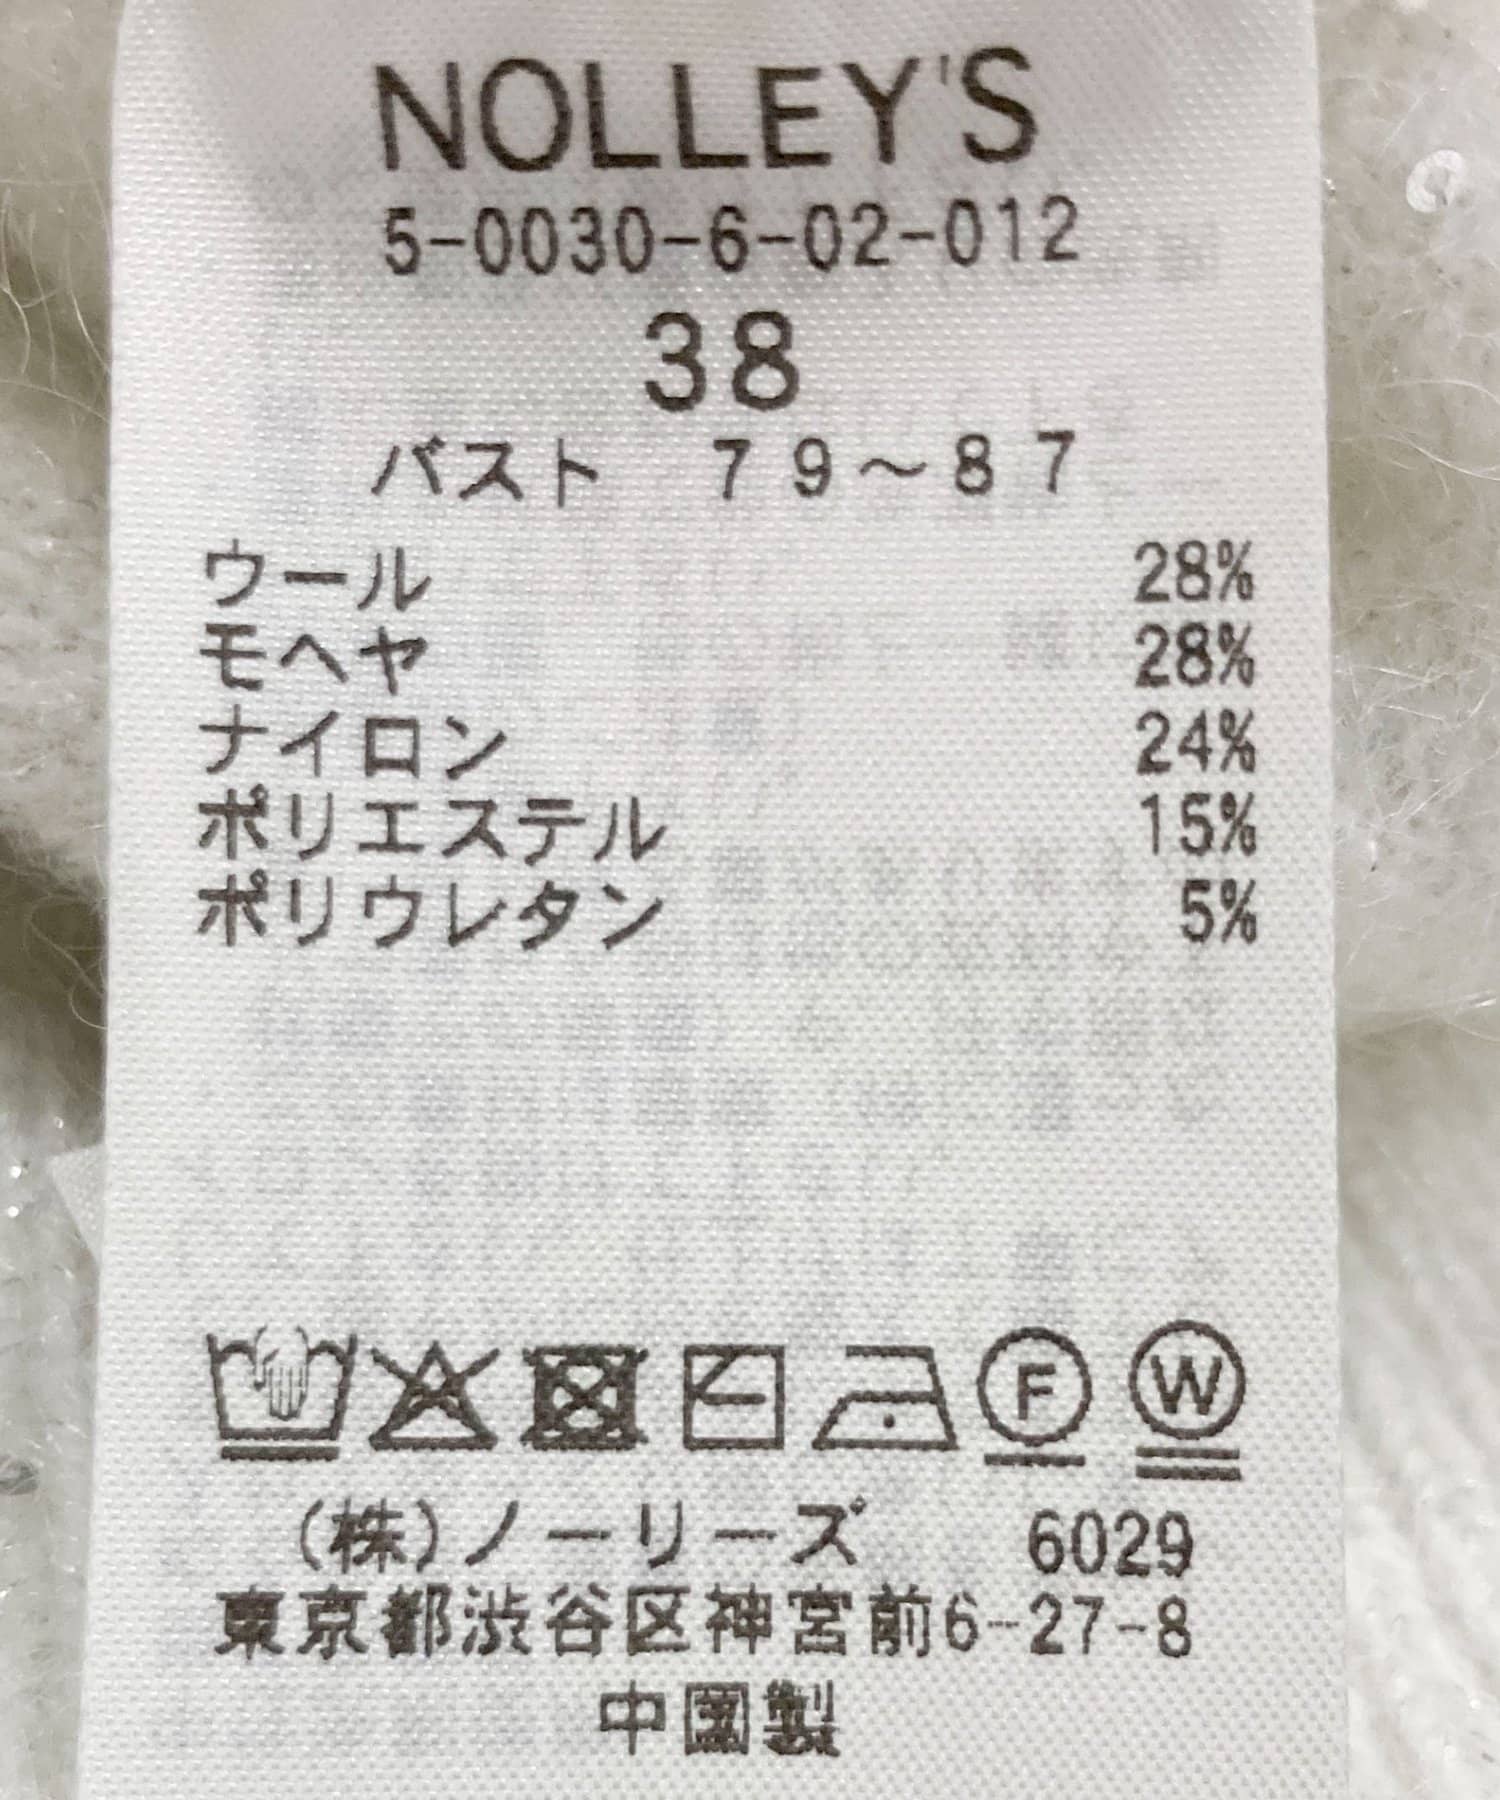 NOLLEY'S
5-0030-6-02-012
38
バスト 79～87
ウール 28%
モヘヤ 28%
ナイロン 24%
ポリエステル 15%
ポリウレタン 5%
F W
(株)ノーリーズ 6029
東京都渋谷区神宮前6-27-8
中国製